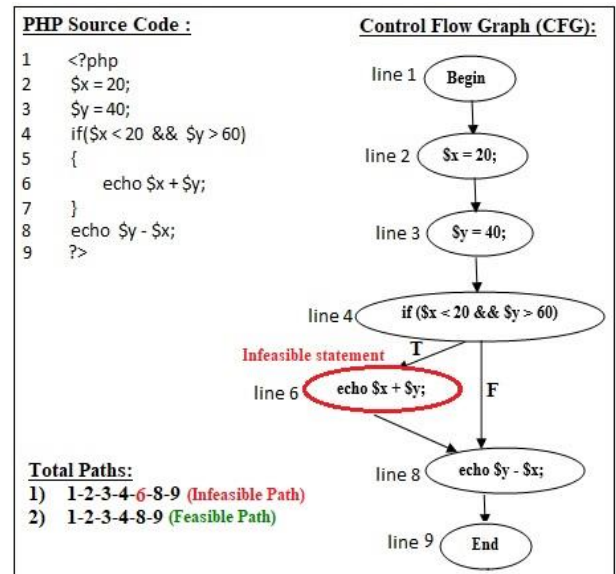 PHP Source Code :
1 <?php
2 $x = 20;
3 $y = 40;
4 if($x < 20 && $y > 60)
5 {
6 echo $x + $y;
7 }
8 echo $y - $x;
9 ?>
Total Paths:
1) 1-2-3-4-6-8-9 (Infeasible Path)
2) 1-2-3-4-8-9 (Feasible Path)
Control Flow Graph (CFG):
line 1 Begin
line 2 $x = 20;
line 3 $y = 40;
line 4 if ($x < 20 && $y > 60)
Infeasible statement T
line 6 echo $x + $y; F
line 8 echo $y - $x;
line 9 End